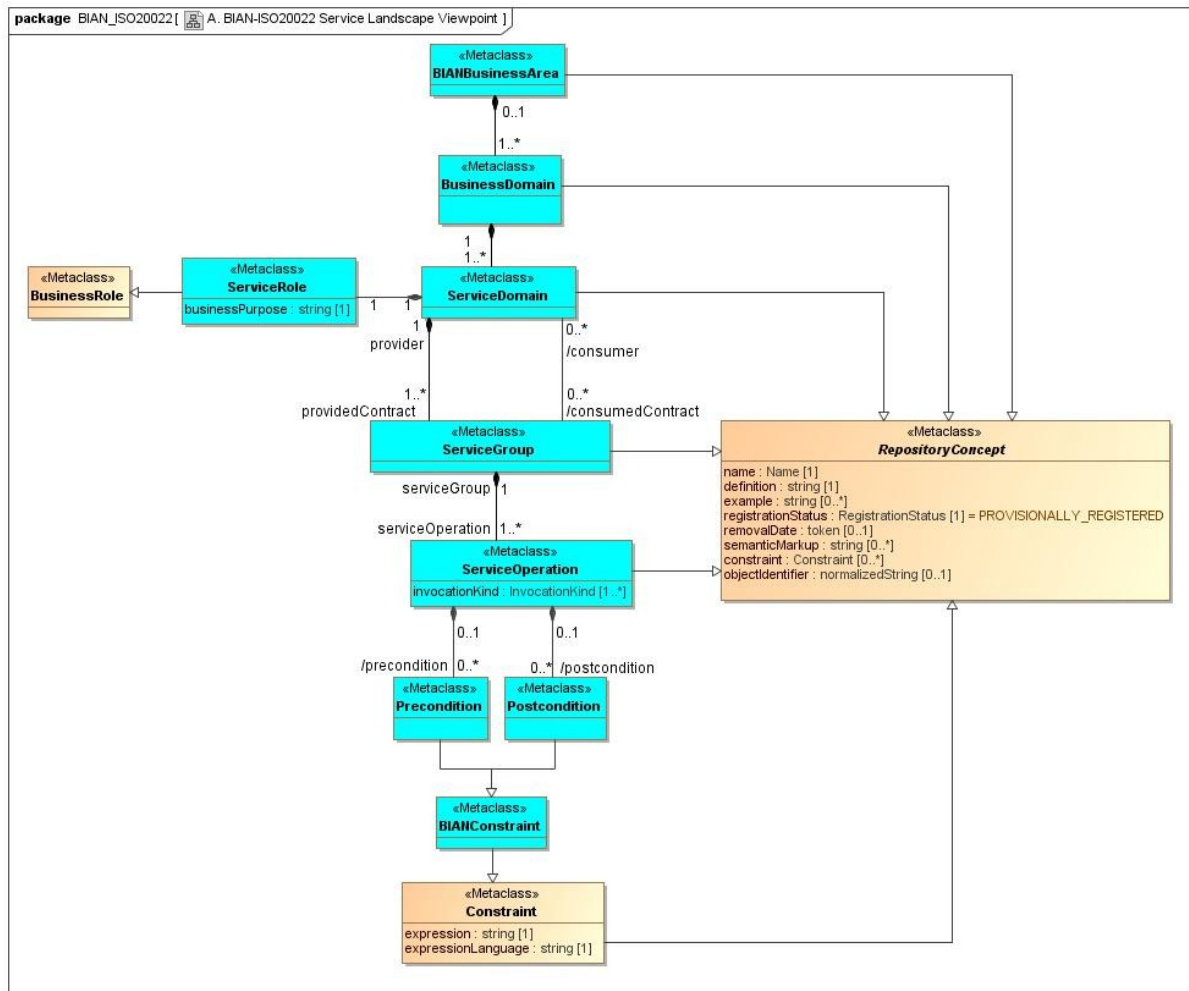 package BIAN_ISO20022 [ A. BIAN-ISO20022 Service Landscape Viewpoint ]
«Metaclass»
BIANBusinessArea
0..1
1..*
«Metaclass»
BusinessDomain
1
1..*
«Metaclass»
BusinessRole
«Metaclass»
ServiceRole
businessPurpose : string [1]
1
1
«Metaclass»
ServiceDomain
1
provider
0..*
/consumer
1..*
providedContract
0..*
/consumedContract
«Metaclass»
ServiceGroup
serviceGroup
1
serviceOperation
1..*
«Metaclass»
RepositoryConcept
name : Name [1]
definition : string [1]
example : string [0..*]
registrationStatus : RegistrationStatus [1] = PROVISIONALLY_REGISTERED
removalDate : token [0..1]
semanticMarkup : string [0..*]
constraint : Constraint [0..*]
objectIdentifier : normalizedString [0..1]
«Metaclass»
ServiceOperation
invocationKind : InvocationKind [1..*]
0..1
0..1
/precondition 0..*
0..* /postcondition
«Metaclass»
Precondition
«Metaclass»
Postcondition
«Metaclass»
BIANConstraint
«Metaclass»
Constraint
expression : string [1]
expressionLanguage : string [1]